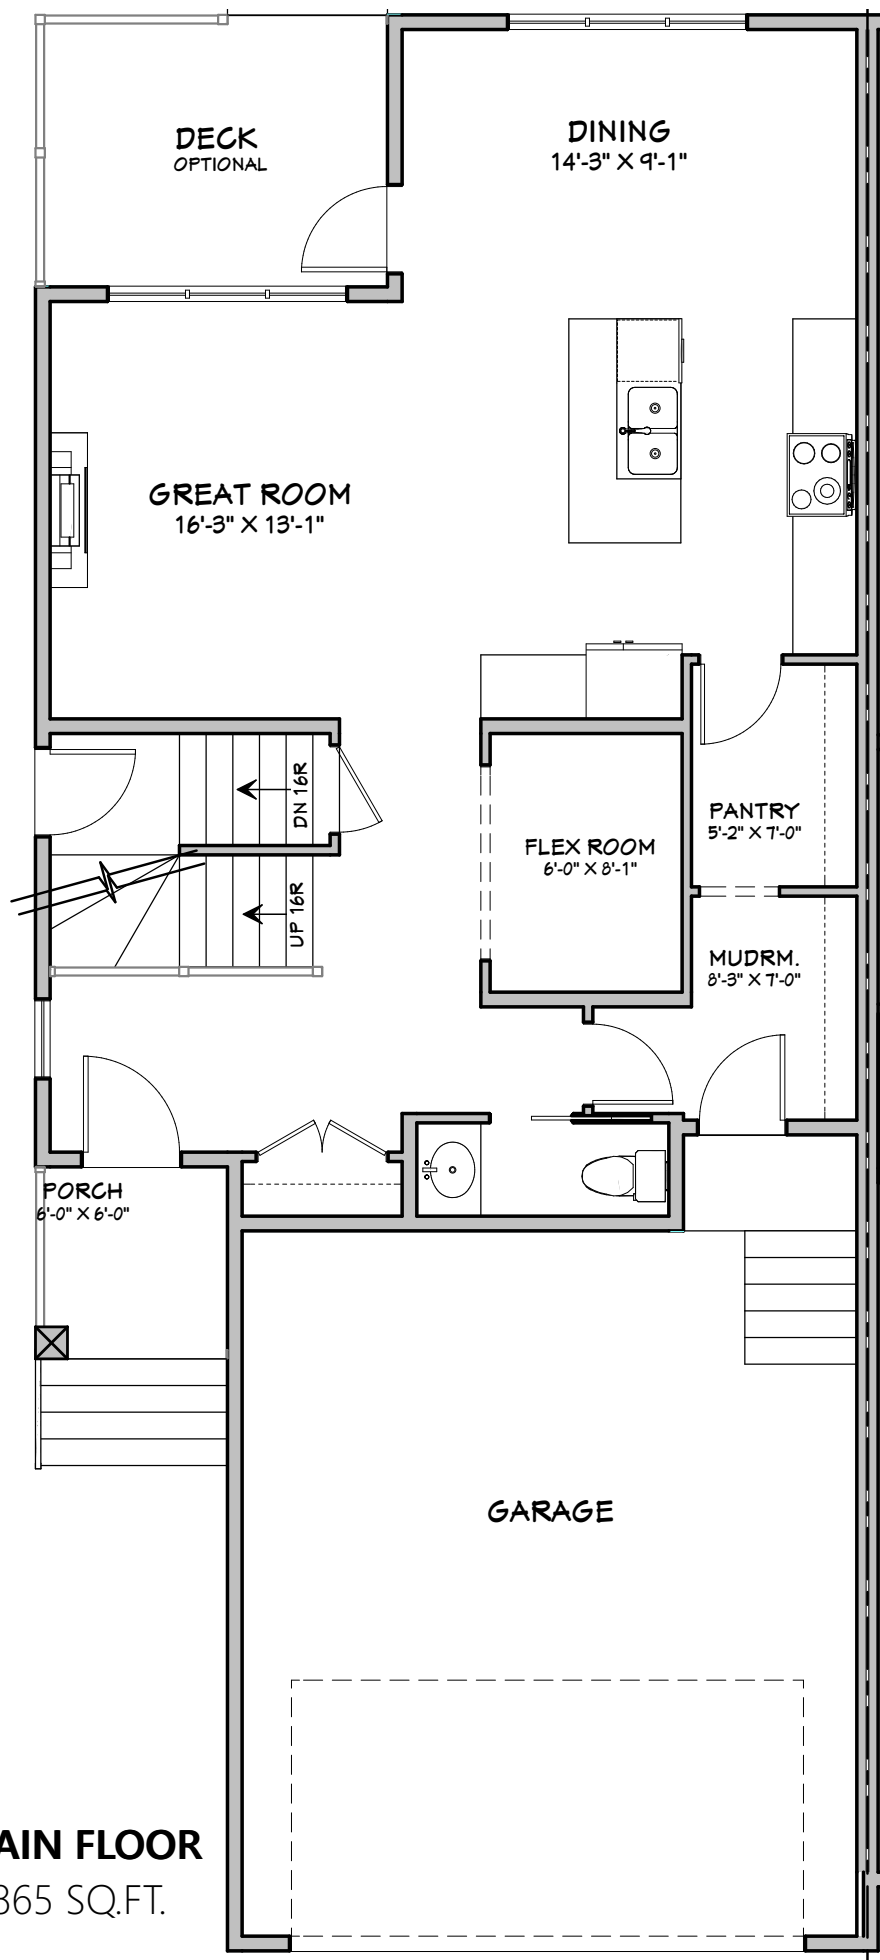 DECK
OPTIONAL
DINING
14'-3" X 9'-1"
GREAT ROOM
16'-3" X 13'-1"
DN 16R
UP 16R
FLEX ROOM
6'-0" X 8'-1"
PANTRY
5'-2" X 7'-0"
MUDRM.
8'-3" X 7'-0"
PORCH
6'-0" X 6'-0"
GARAGE
AIN FLOOR
365 SQ.FT.